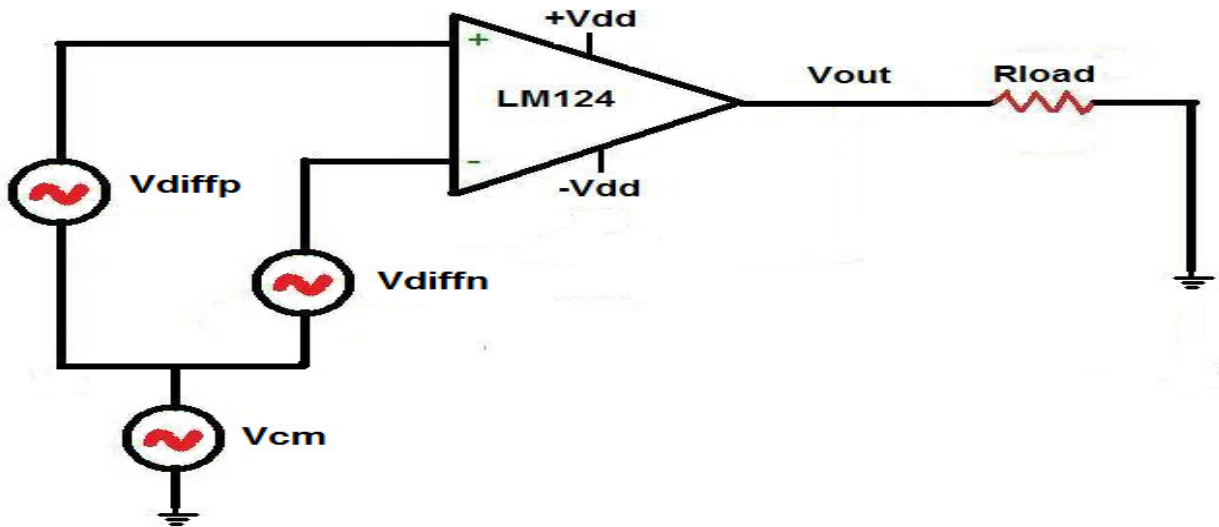 +Vdd
+
LM124
Vout
Rload
-
-Vdd
Vdiffp
Vdiffn
Vcm